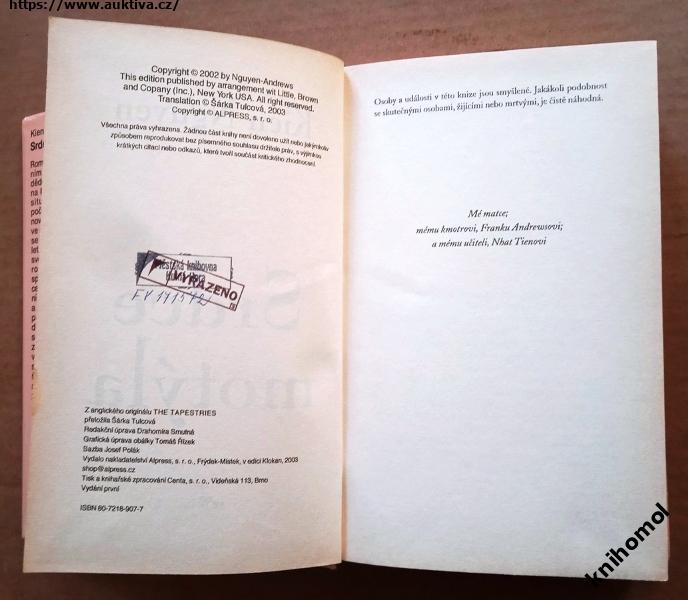 https://www.auktiva.cz/
Copyright © 2002 by Nguyen-Andrews
This edition published by arrangement wit Little, Brown
and Copany (Inc.), New York USA. All right reserved.
Translation © Šárka Tulcová, 2003
Copyright © ALPRESS, s. r. o.
Všechna práva vyhrazena. Žádnou část knihy není dovoleno užít nebo jakýmkoliv
způsobem reprodukovat bez písemného souhlasu držitele práv, s výjimkou
krátkých citací nebo odkazů, které tvoří součást kritického zhodnocení.
Městská knihovna
VYŘAZENO
Z anglického originálu THE TAPESTRIES
přeložila Šárka Tulcová
Redakční úprava Drahomíra Smutná
Grafická úprava obálky Tomáš Řízek
Sazba Josef Polák
Vydalo nakladatelství Alpress, s. r. o., Frýdek-Místek, v edici Klokan, 2003
shop@alpress.cz
Tisk a knihařské zpracování Centa, s. r. o., Vídeňská 113, Brno
Vydání první
ISBN 80-7218-907-7
Osoby a události v této knize jsou smyšlené. Jakákoli podobnost
se skutečnými osobami, žijícími nebo mrtvými, je čistě náhodná.
Mé matce;
mému kmotrovi, Franku Andrewsovi;
a mému učiteli, Nhat Tienovi
knihomol